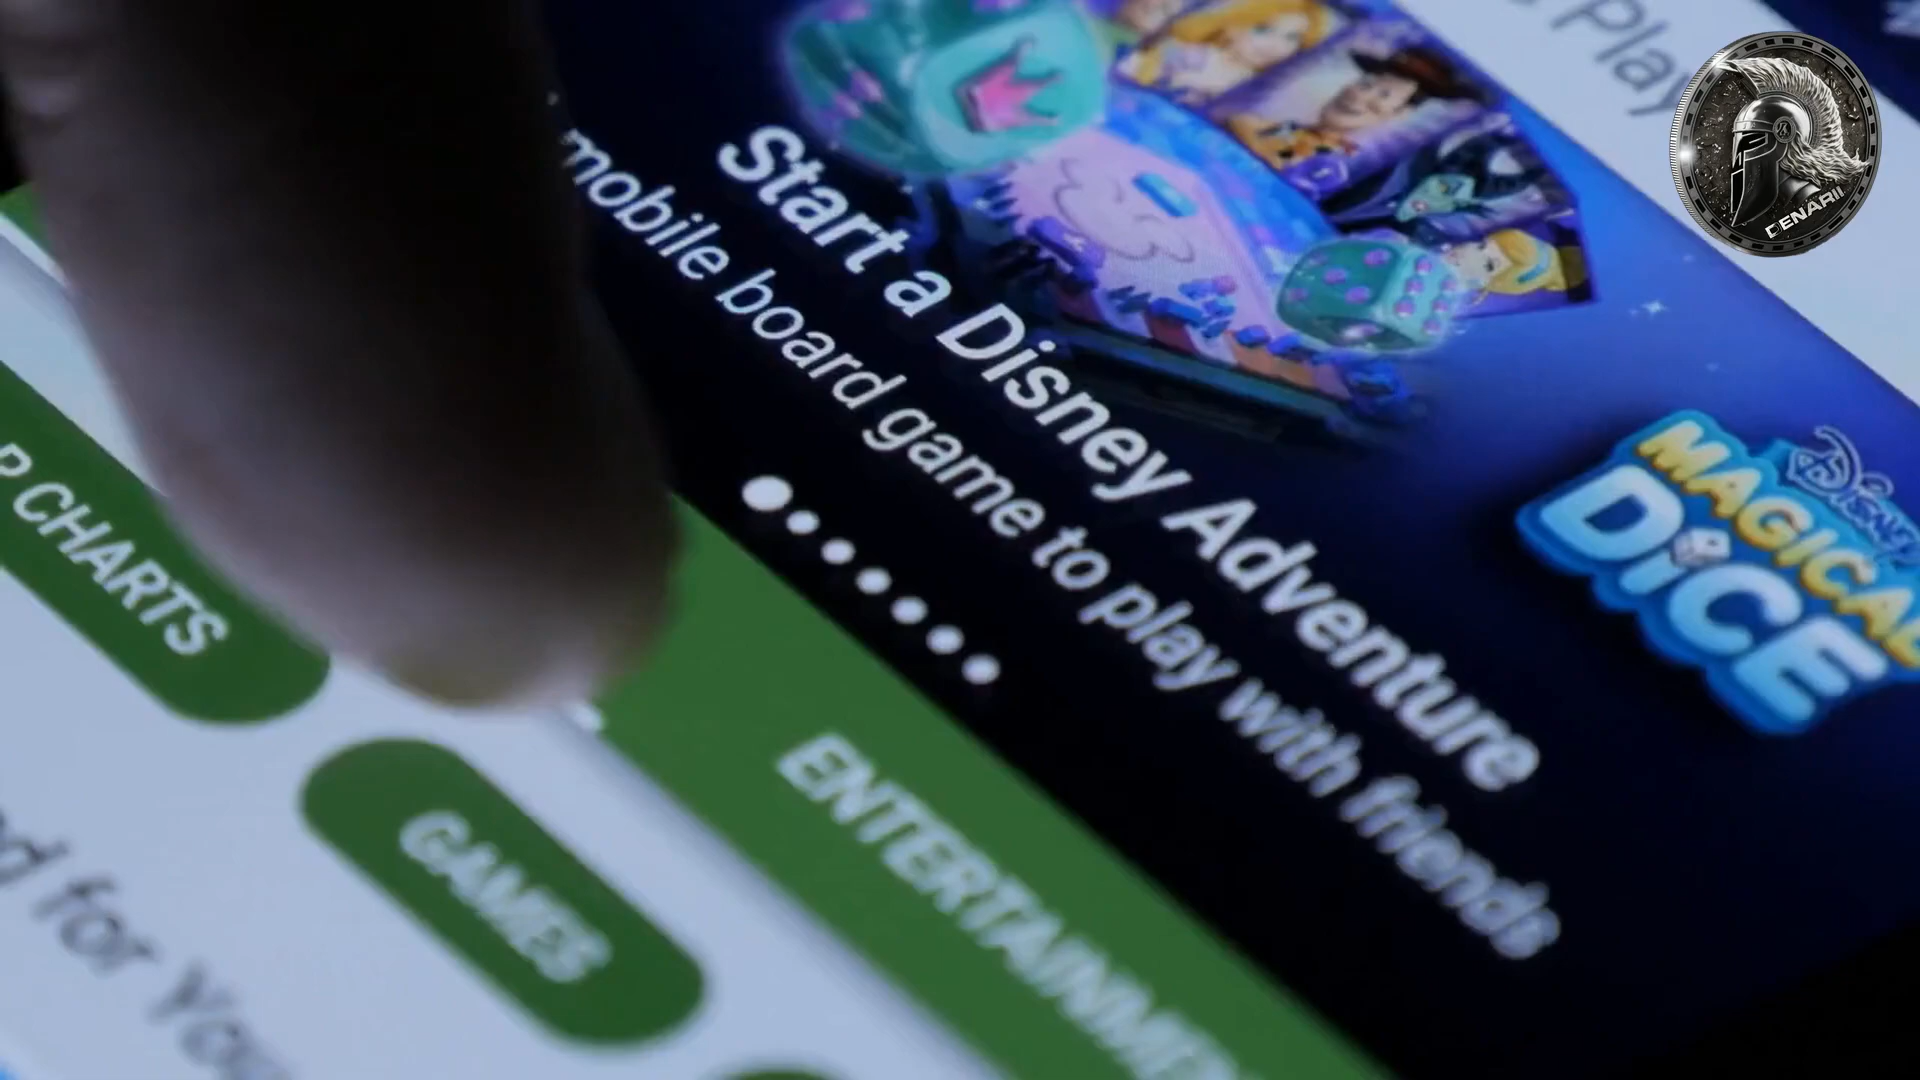 Play
DENARII
Start a Disney Adventure
mobile board game to play with friends
Disney
MAGICAL
DiCE
P CHARTS
ENTERTAINME
GAMES
d for You